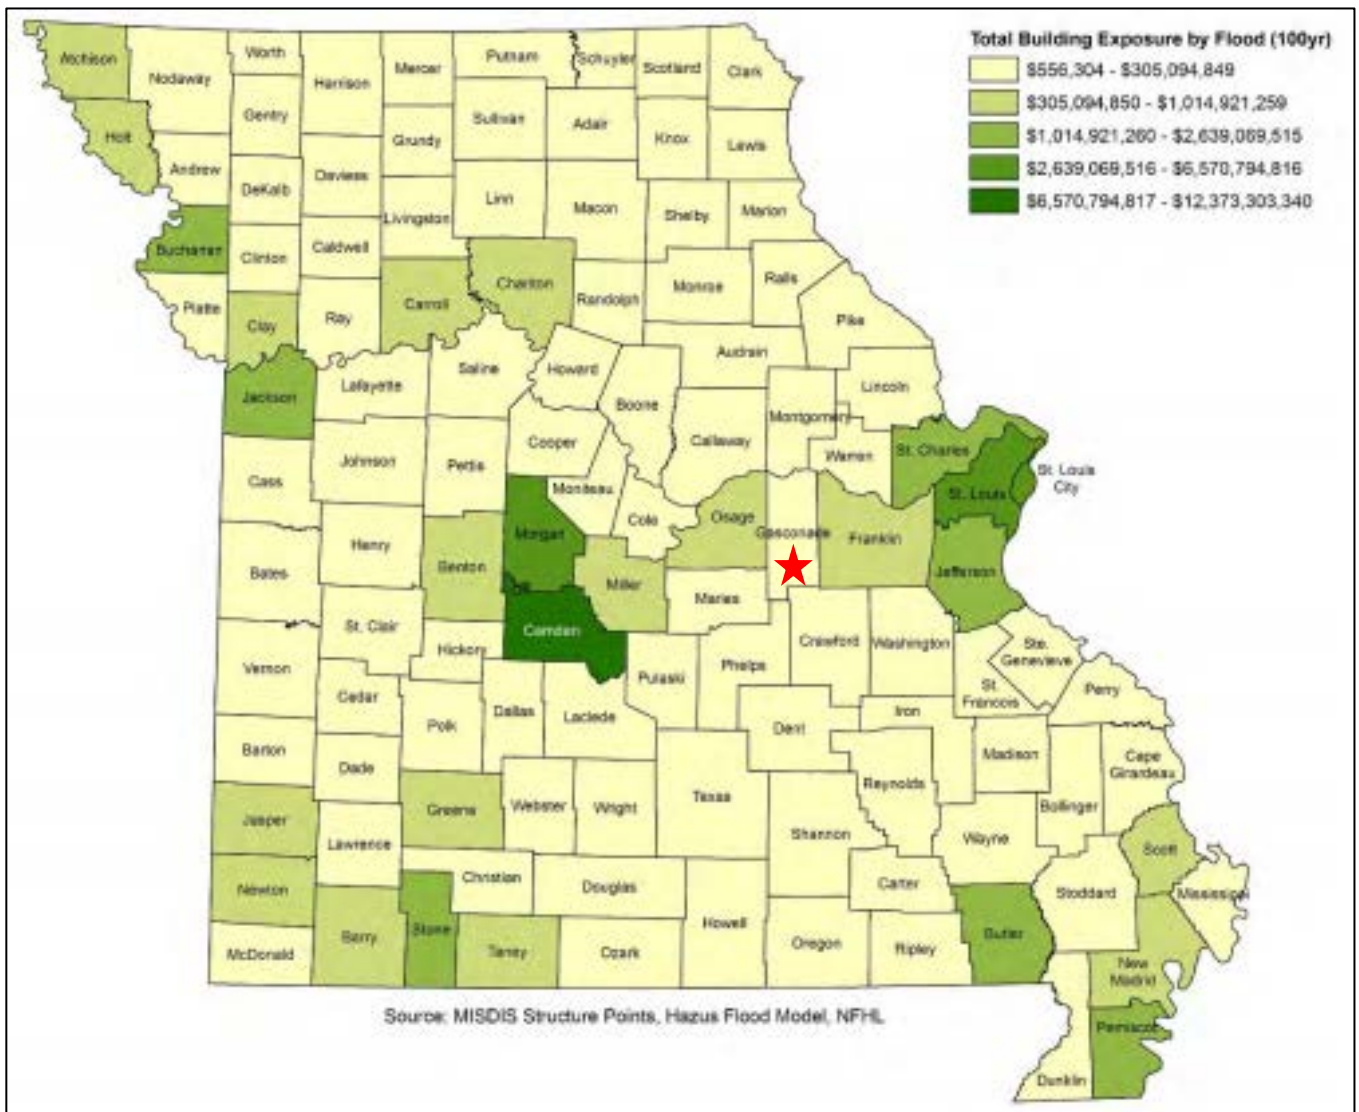 Total Building Exposure by Flood (100yr)
$556,304 - $305,094,849
$305,094,850 - $1,014,921,259
$1,014,921,260 - $2,639,069,515
$2,639,069,516 - $6,570,794,816
$6,570,794,817 - $12,373,303,340
Atchison
Nodaway
Worth
Harrison
Mercer
Putnam
Schuyler
Scotland
Clark
Gentry
Sullivan
Adair
Knox
Lewis
Holt
Andrew
DeKalb
Daviess
Grundy
Livingston
Linn
Macon
Shelby
Marion
Buchanan
Clinton
Caldwell
Carroll
Chariton
Randolph
Monroe
Ralls
Pike
Platte
Clay
Ray
Saline
Howard
Audrain
Lincoln
Jackson
Lafayette
Boone
Callaway
Montgomery
Warren
St. Charles
St. Louis
St. Louis
City
Cass
Johnson
Pettis
Cooper
Moniteau
Cole
Osage
Gasconade
Franklin
Jefferson
Bates
Henry
Benton
Morgan
Miller
Maries
St. Clair
Hickory
Camden
Pulaski
Phelps
Crawford
Washington
Ste.
Genevieve
St.
Francois
Perry
Vernon
Cedar
Polk
Dallas
Laclede
Dent
Iron
Madison
Cape
Girardeau
Barton
Dade
Greene
Webster
Wright
Texas
Shannon
Reynolds
Wayne
Bollinger
Jasper
Lawrence
Christian
Douglas
Carter
Stoddard
Scott
Mississippi
Newton
Barry
Stone
Taney
Ozark
Howell
Oregon
Ripley
Butler
New
Madrid
McDonald
Pemiscot
Dunklin
Source: MISDIS Structure Points, Hazus Flood Model, NFHL